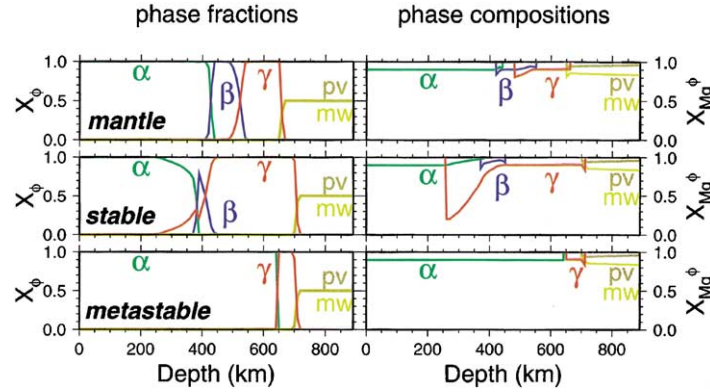 phase fractions phase compositions
1.0 1.0
α β γ α β γ pv
Xϕ 0.5 pv mw 0.5 X_Mg^ϕ
mantle mw
0.0 0.0
1.0 1.0
α γ α γ pv
Xϕ 0.5 β pv β mw 0.5 X_Mg^ϕ
stable mw
0.0 0.0
1.0 1.0
α γ α γ pv
Xϕ 0.5 pv mw 0.5 X_Mg^ϕ
metastable mw
0.0 0.0
0 200 400 600 800 0 200 400 600 800
Depth (km) Depth (km)